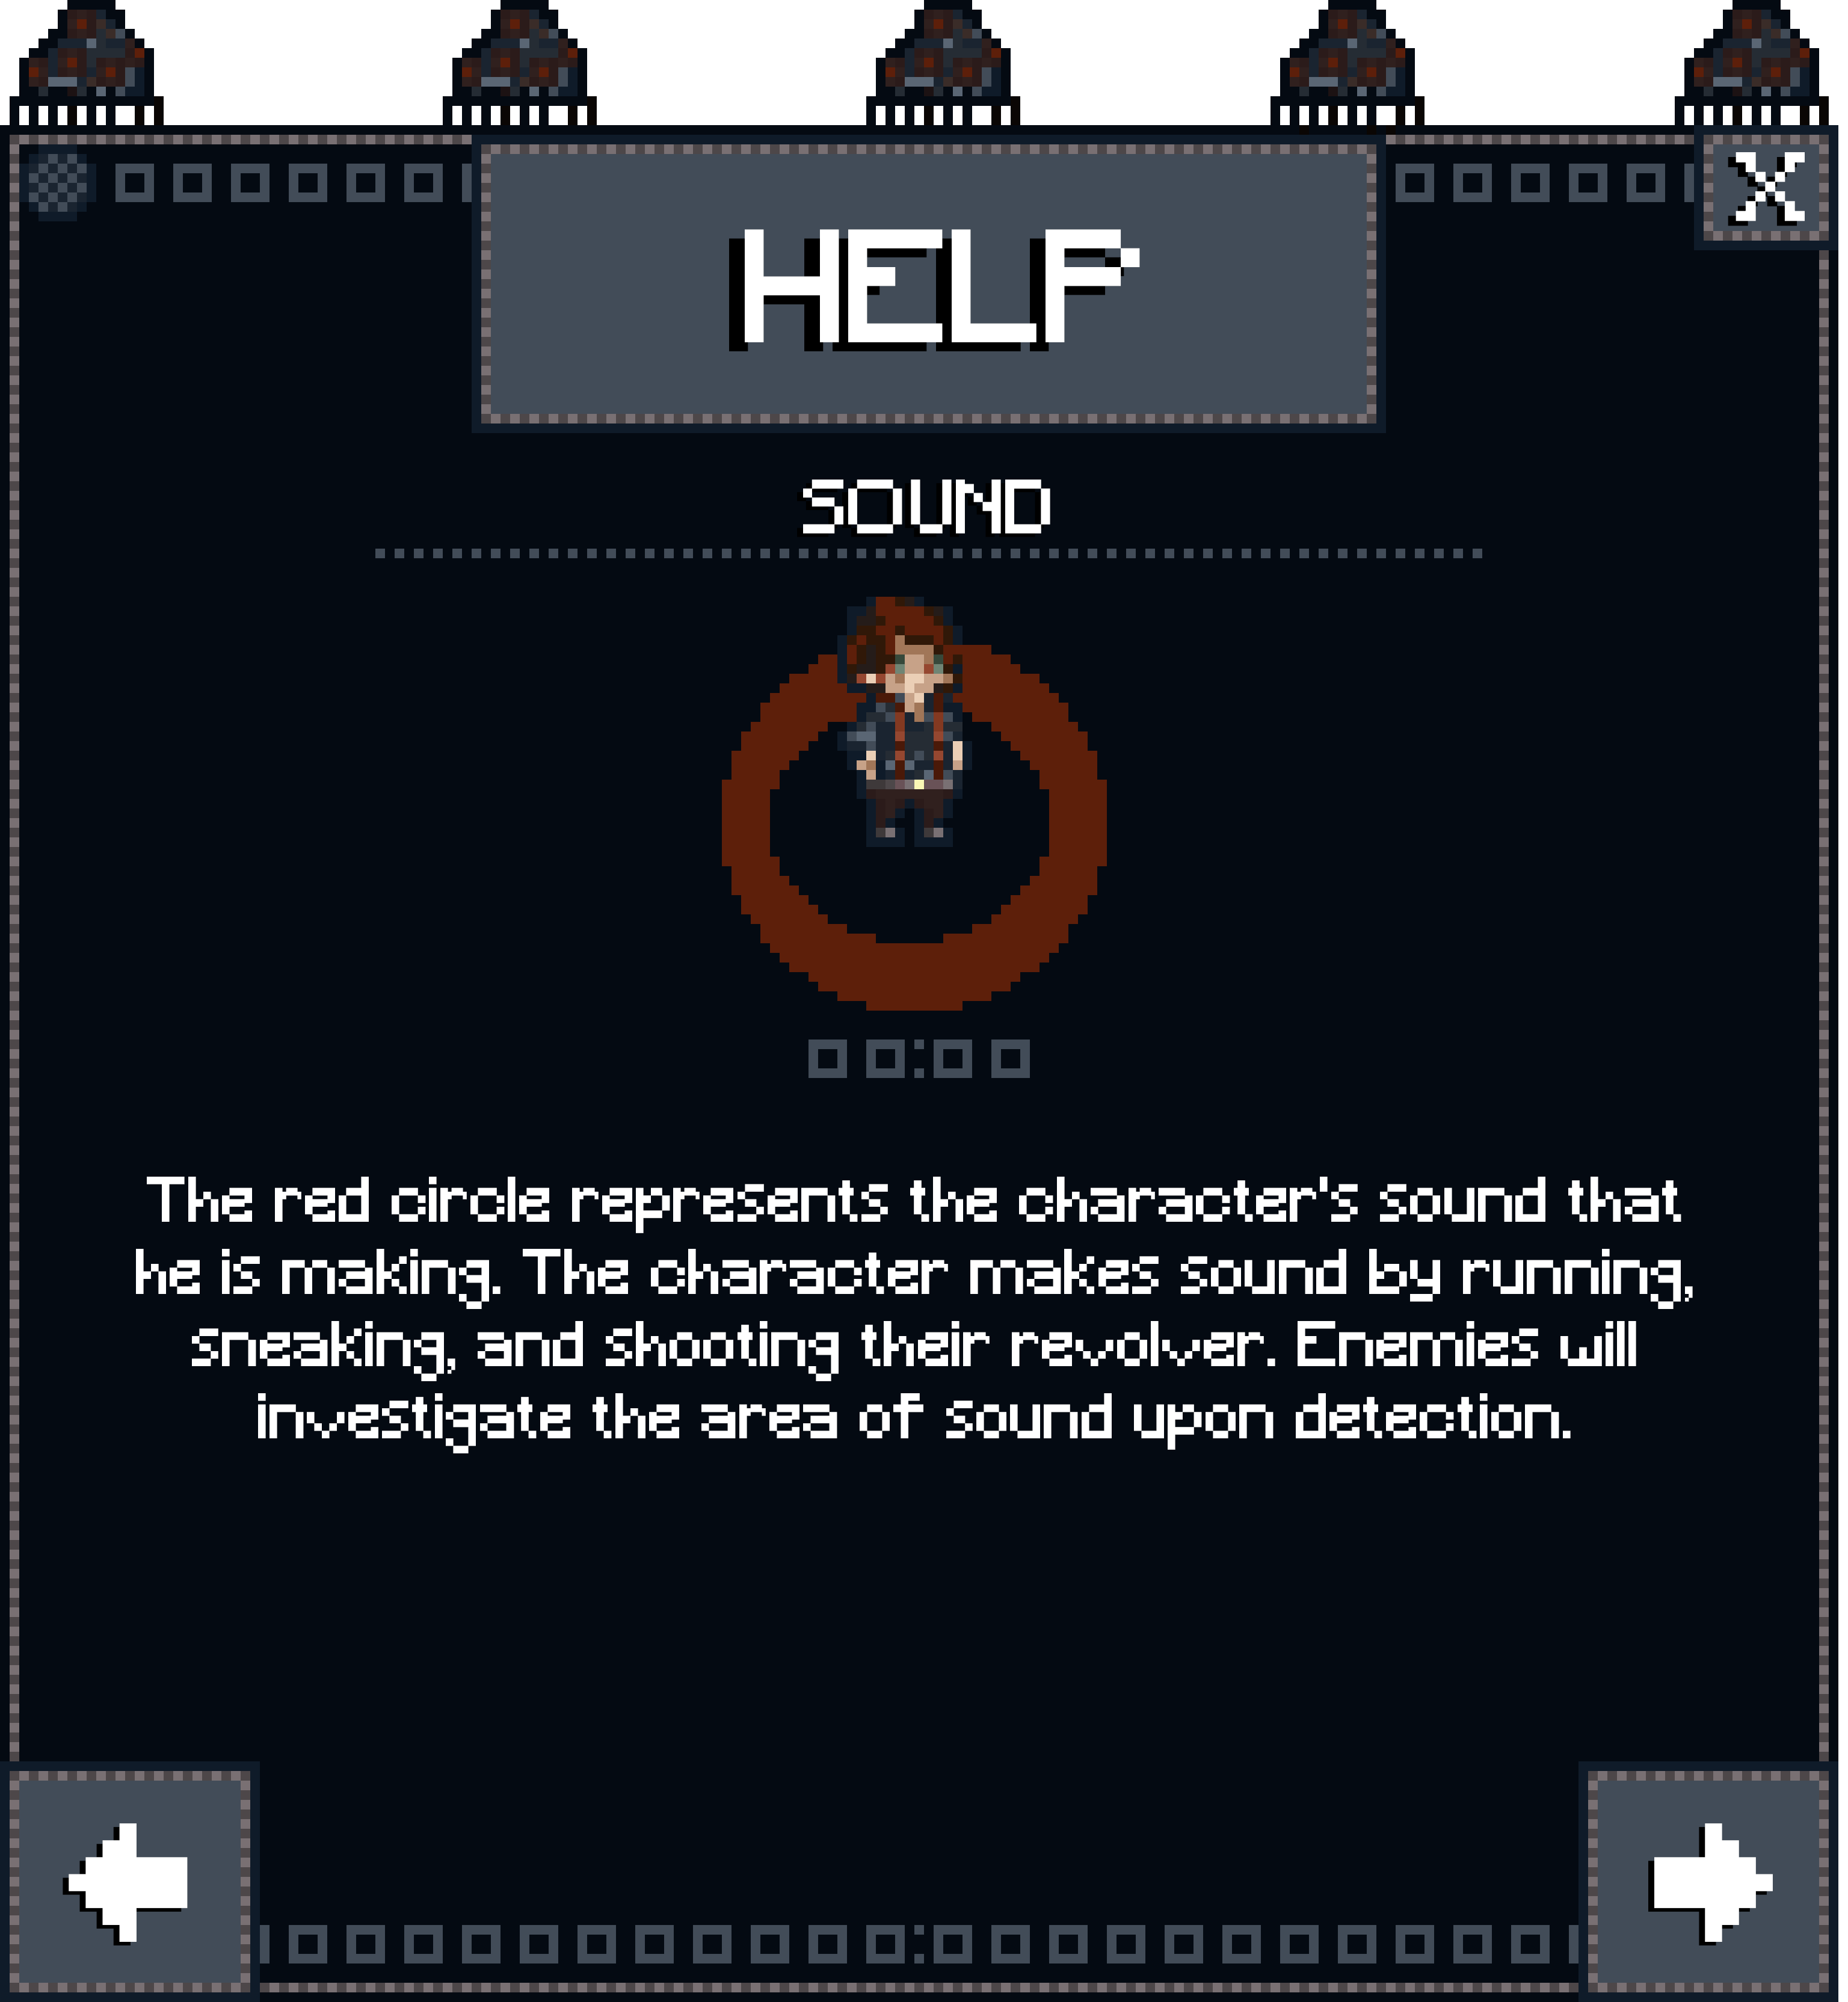 X
HELP
SOUND
The red circle represents the character's sound that
he is making. The character makes sound by running,
sneaking, and shooting their revolver. Enemies will
investigate the area of sound upon detection.